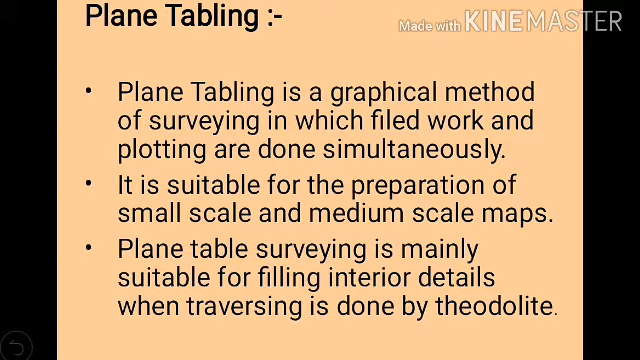 Plane Tabling :-
Made with KINEMASTER
• Plane Tabling is a graphical method
of surveying in which filed work and
plotting are done simultaneously.
• It is suitable for the preparation of
small scale and medium scale maps.
• Plane table surveying is mainly
suitable for filling interior details
when traversing is done by theodolite.